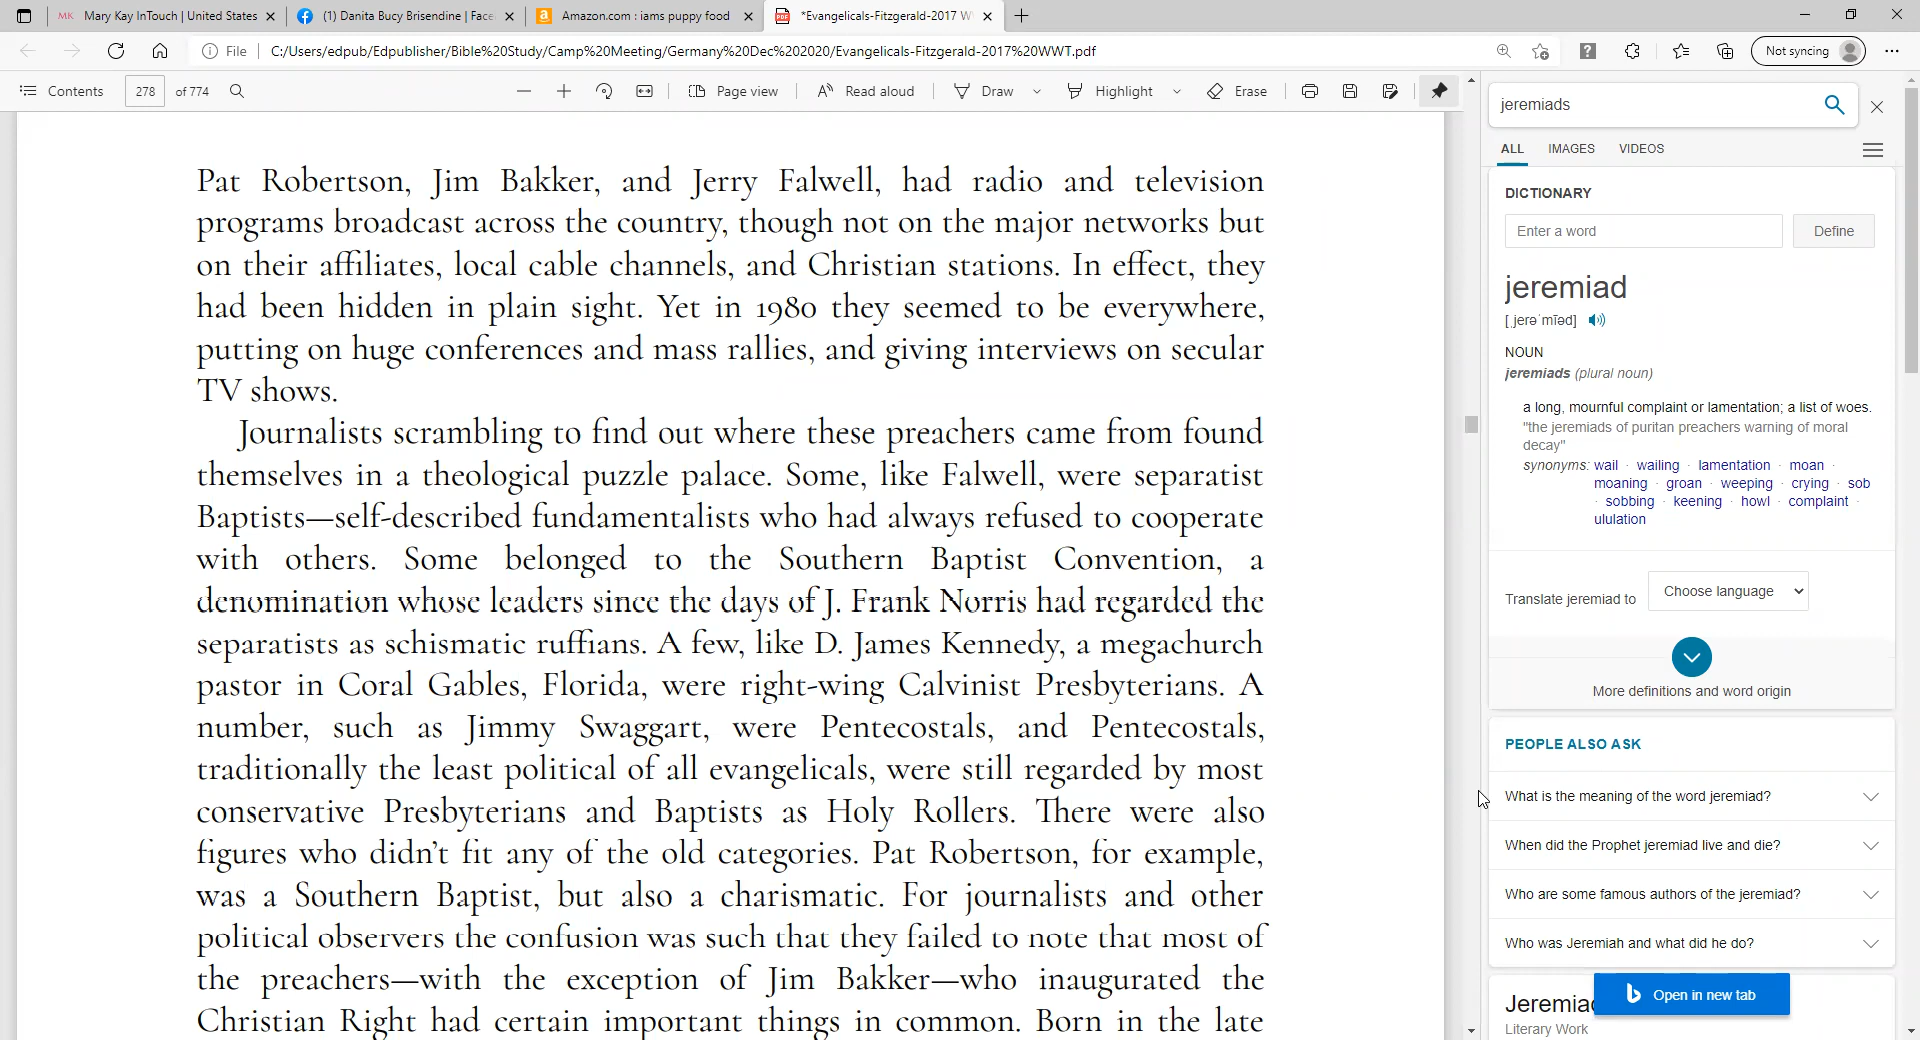 Mary Kay InTouch | United States
(1) Danita Bucy Brisendine | Face
Amazon.com : iams puppy food
*Evangelicals-Fitzgerald-2017 W
File
C:/Users/edpub/Edpublisher/Bible%20Study/Camp%20Meeting/Germany%20Dec%202020/Evangelicals-Fitzgerald-2017%20WWT.pdf
Not syncing
Contents
278 of 774
Page view
Read aloud
Draw
Highlight
Erase
Pat Robertson, Jim Bakker, and Jerry Falwell, had radio and television
programs broadcast across the country, though not on the major networks but
on their affiliates, local cable channels, and Christian stations. In effect, they
had been hidden in plain sight. Yet in 1980 they seemed to be everywhere,
putting on huge conferences and mass rallies, and giving interviews on secular
TV shows.
Journalists scrambling to find out where these preachers came from found
themselves in a theological puzzle palace. Some, like Falwell, were separatist
Baptists—self-described fundamentalists who had always refused to cooperate
with others. Some belonged to the Southern Baptist Convention, a
denomination whose leaders since the days of J. Frank Norris had regarded the
separatists as schismatic ruffians. A few, like D. James Kennedy, a megachurch
pastor in Coral Gables, Florida, were right-wing Calvinist Presbyterians. A
number, such as Jimmy Swaggart, were Pentecostals, and Pentecostals,
traditionally the least political of all evangelicals, were still regarded by most
conservative Presbyterians and Baptists as Holy Rollers. There were also
figures who didn't fit any of the old categories. Pat Robertson, for example,
was a Southern Baptist, but also a charismatic. For journalists and other
political observers the confusion was such that they failed to note that most of
the preachers—with the exception of Jim Bakker—who inaugurated the
Christian Right had certain important things in common. Born in the late
jeremiads
ALL IMAGES VIDEOS
DICTIONARY
Enter a word
Define
jeremiad
[ˌjerəˈmīəd]
NOUN
jeremiads (plural noun)
a long, mournful complaint or lamentation; a list of woes.
"the jeremiads of puritan preachers warning of moral
decay"
synonyms: wail · wailing · lamentation · moan ·
moaning · groan · weeping · crying · sob
· sobbing · keening · howl · complaint ·
ululation
Translate jeremiad to
Choose language
More definitions and word origin
PEOPLE ALSO ASK
What is the meaning of the word jeremiad?
When did the Prophet jeremiad live and die?
Who are some famous authors of the jeremiad?
Who was Jeremiah and what did he do?
Jeremia
Open in new tab
Literary Work